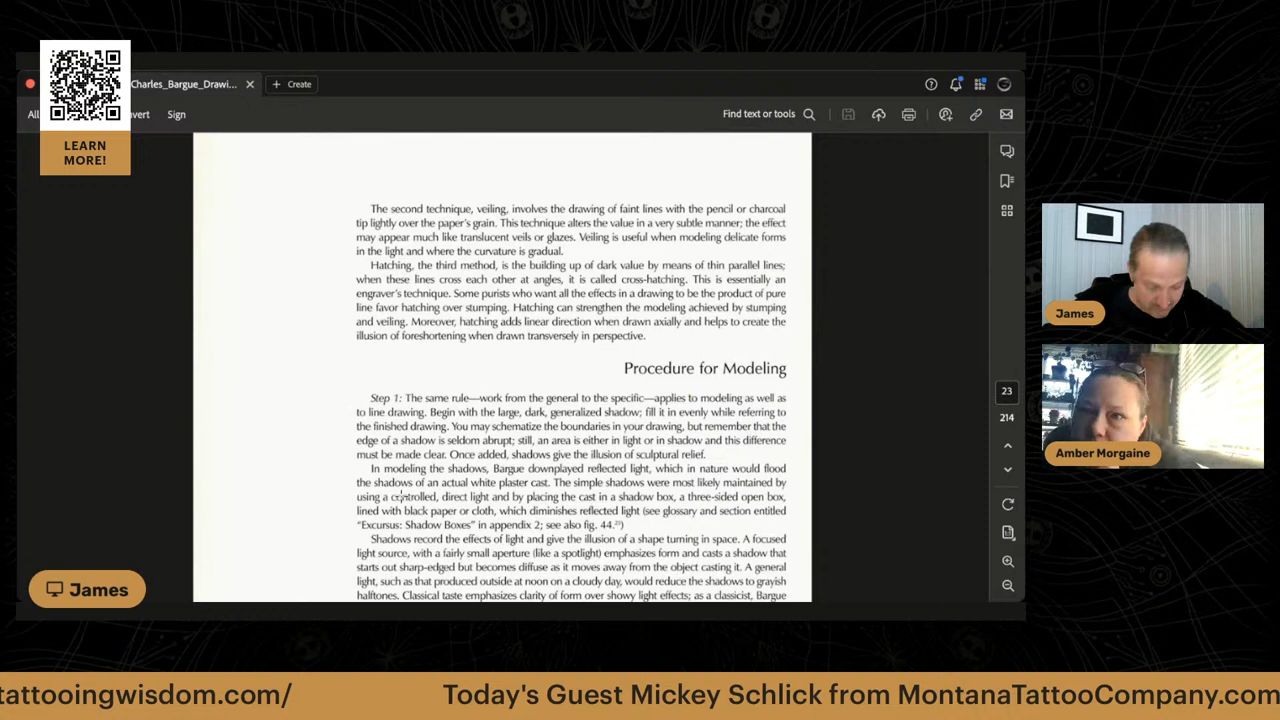 LEARN
MORE!
Charles_Bargue_Drawi...
Create
All
nvert
Sign
Find text or tools
The second technique, veiling, involves the drawing of faint lines with the pencil or charcoal
tip lightly over the paper's grain. This technique alters the value in a very subtle manner; the effect
may appear much like translucent veils or glazes. Veiling is useful when modeling delicate forms
in the light and where the curvature is gradual.
Hatching, the third method, is the building up of dark value by means of thin parallel lines;
when these lines cross each other at angles, it is called cross-hatching. This is essentially an
engraver's technique. Some purists who want all the effects in a drawing to be the product of pure
line favor hatching over stumping. Hatching can strengthen the modeling achieved by stumping
and veiling. Moreover, hatching adds linear direction when drawn axially and helps to create the
illusion of foreshortening when drawn transversely in perspective.
Procedure for Modeling
Step 1: The same rule—work from the general to the specific—applies to modeling as well as
to line drawing. Begin with the large, dark, generalized shadow; fill it in evenly while referring to
the finished drawing. You may schematize the boundaries in your drawing, but remember that the
edge of a shadow is seldom abrupt; still, an area is either in light or in shadow and this difference
must be made clear. Once added, shadows give the illusion of sculptural relief.
In modeling the shadows, Bargue downplayed reflected light, which in nature would flood
the shadows of an actual white plaster cast. The simple shadows were most likely maintained by
using a controlled, direct light and by placing the cast in a shadow box, a three-sided open box,
lined with black paper or cloth, which diminishes reflected light (see glossary and section entitled
"Excursus: Shadow Boxes" in appendix 2; see also fig. 44.)
Shadows record the effects of light and give the illusion of a shape turning in space. A focused
light source, with a fairly small aperture (like a spotlight) emphasizes form and casts a shadow that
starts out sharp-edged but becomes diffuse as it moves away from the object casting it. A general
light, such as that produced outside at noon on a cloudy day, would reduce the shadows to grayish
halftones. Classical taste emphasizes clarity of form over showy light effects; as a classicist, Bargue
23
214
James
Amber Morgaine
James
tattooingwisdom.com/
Today's Guest Mickey Schlick from MontanaTattooCompany.com